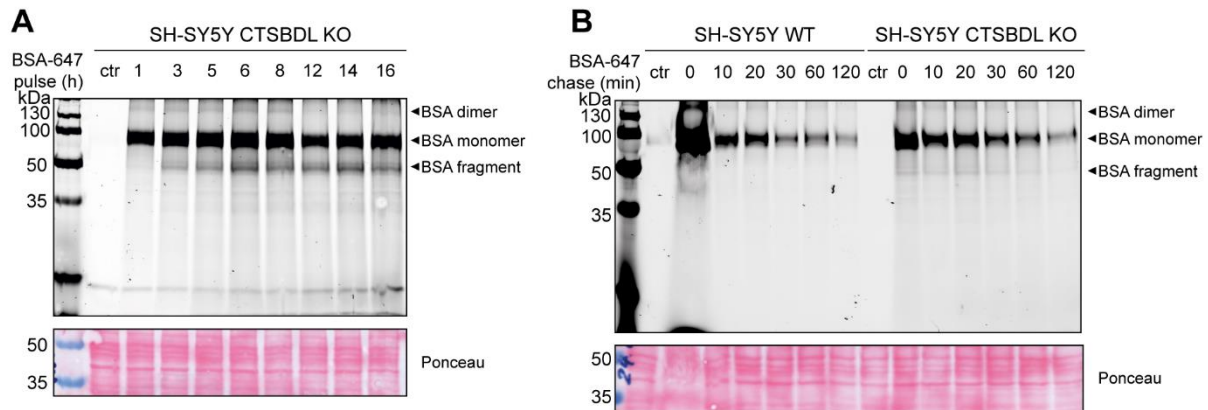 A
SH-SY5Y CTSBDL KO
BSA-647
pulse (h)
ctr 1 3 5 6 8 12 14 16
kDa
130
100
50
35
◄BSA dimer
◄BSA monomer
◄BSA fragment
50
35
Ponceau
B
SH-SY5Y WT SH-SY5Y CTSBDL KO
BSA-647
chase (min)
ctr 0 10 20 30 60 120 ctr 0 10 20 30 60 120
kDa
130
100
50
35
◄BSA dimer
◄BSA monomer
◄BSA fragment
50
35
Ponceau